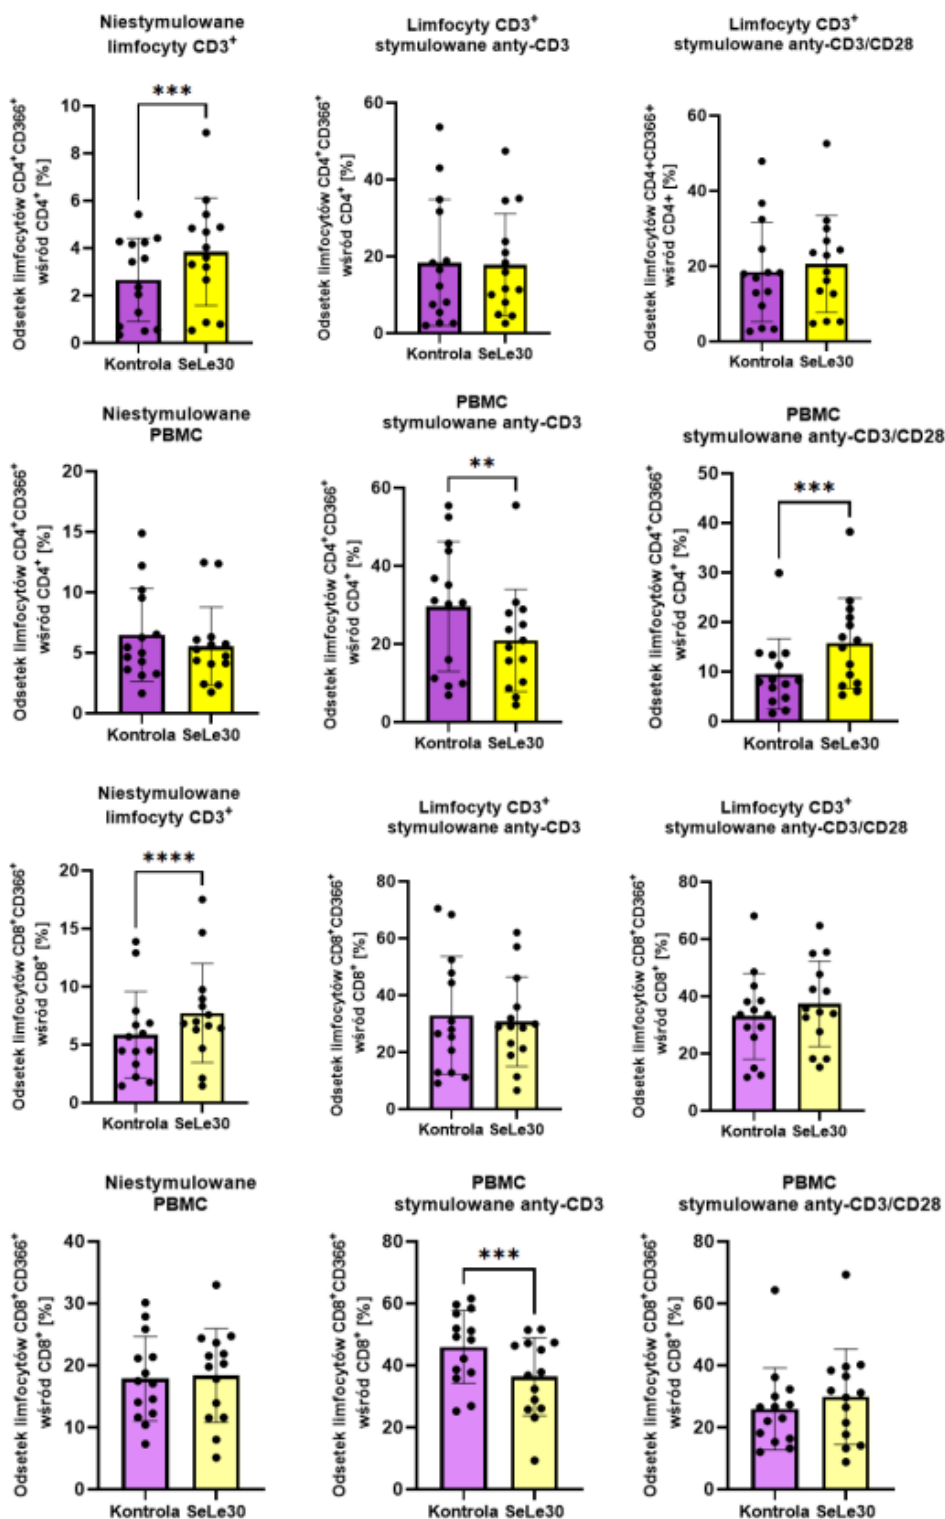 Niestymulowane
limfocyty CD3⁺
Limfocyty CD3⁺
stymulowane anty-CD3
Limfocyty CD3⁺
stymulowane anty-CD3/CD28
Odsetek limfocytów CD4⁺CD366⁺
wśród CD4⁺ [%]
10
8
6
4
2
0
***
Kontrola SeLe30
Odsetek limfocytów CD4⁺CD366⁺
wśród CD4⁺ [%]
60
40
20
0
Kontrola SeLe30
Odsetek limfocytów CD4+CD366+
wśród CD4+ [%]
60
40
20
0
Kontrola SeLe30
Niestymulowane
PBMC
PBMC
stymulowane anty-CD3
PBMC
stymulowane anty-CD3/CD28
Odsetek limfocytów CD4⁺CD366⁺
wśród CD4⁺ [%]
20
15
10
5
0
Kontrola SeLe30
Odsetek limfocytów CD4⁺CD366⁺
wśród CD4⁺ [%]
60
40
20
0
**
Kontrola SeLe30
Odsetek limfocytów CD4⁺CD366⁺
wśród CD4⁺ [%]
50
40
30
20
10
0
***
Kontrola SeLe30
Niestymulowane
limfocyty CD3⁺
Limfocyty CD3⁺
stymulowane anty-CD3
Limfocyty CD3⁺
stymulowane anty-CD3/CD28
Odsetek limfocytów CD8⁺CD366⁺
wśród CD8⁺ [%]
20
15
10
5
0
****
Kontrola SeLe30
Odsetek limfocytów CD8⁺CD366⁺
wśród CD8⁺ [%]
80
60
40
20
0
Kontrola SeLe30
Odsetek limfocytów CD8⁺CD366⁺
wśród CD8⁺ [%]
80
60
40
20
0
Kontrola SeLe30
Niestymulowane
PBMC
PBMC
stymulowane anty-CD3
PBMC
stymulowane anty-CD3/CD28
Odsetek limfocytów CD8⁺CD366⁺
wśród CD8⁺ [%]
40
30
20
10
0
Kontrola SeLe30
Odsetek limfocytów CD8⁺CD366⁺
wśród CD8⁺ [%]
80
60
40
20
0
***
Kontrola SeLe30
Odsetek limfocytów CD8⁺CD366⁺
wśród CD8⁺ [%]
80
60
40
20
0
Kontrola SeLe30